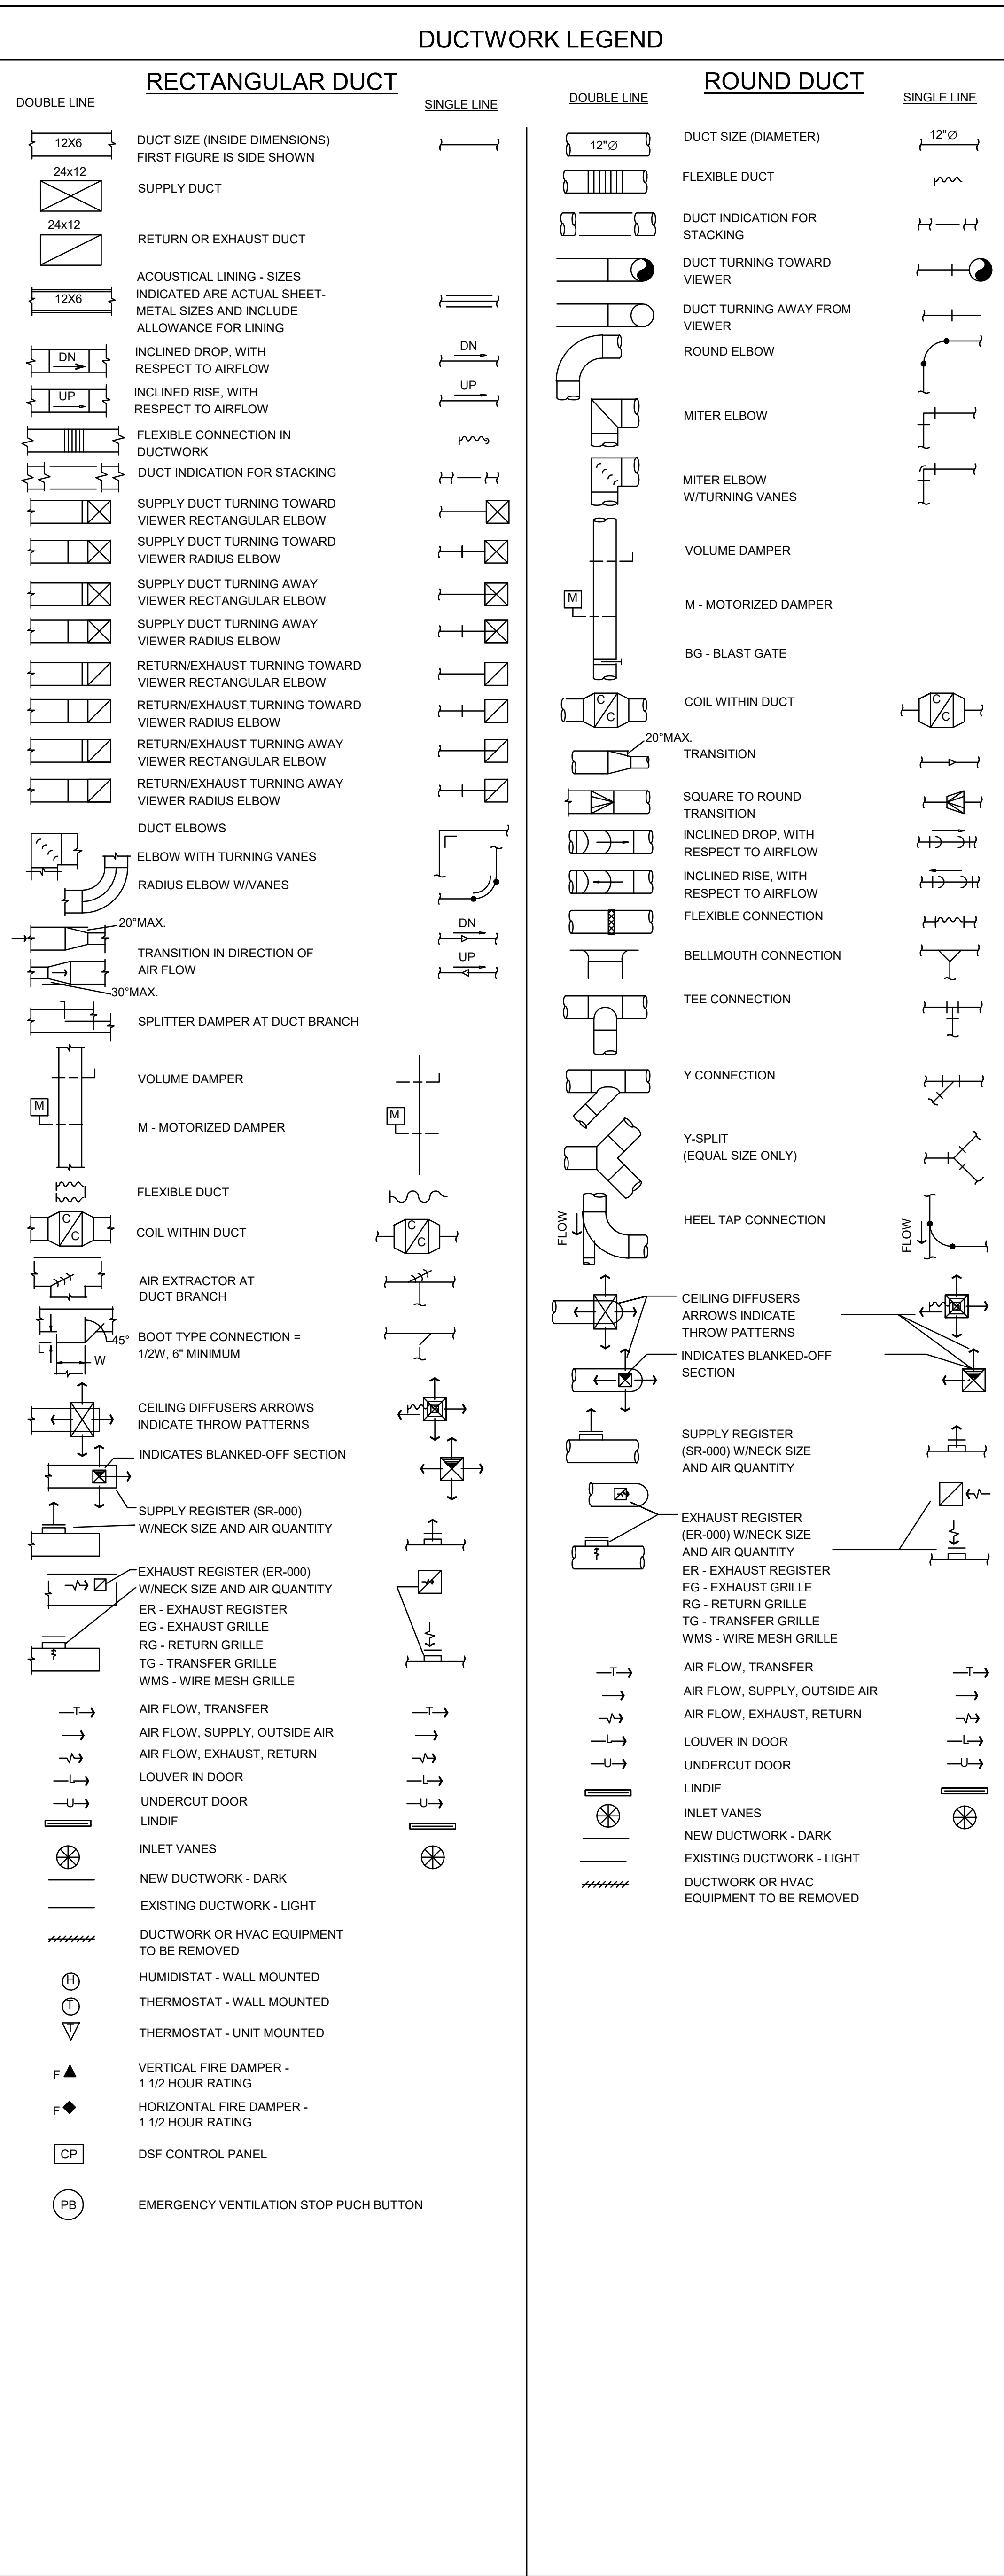 DUCTWORK LEGEND
RECTANGULAR DUCT
DOUBLE LINE
SINGLE LINE
12X6
DUCT SIZE (INSIDE DIMENSIONS)
FIRST FIGURE IS SIDE SHOWN
24x12
SUPPLY DUCT
24x12
RETURN OR EXHAUST DUCT
ACOUSTICAL LINING - SIZES
INDICATED ARE ACTUAL SHEET-
METAL SIZES AND INCLUDE
ALLOWANCE FOR LINING
12X6
DN
INCLINED DROP, WITH
RESPECT TO AIRFLOW
DN
UP
INCLINED RISE, WITH
RESPECT TO AIRFLOW
UP
FLEXIBLE CONNECTION IN
DUCTWORK
DUCT INDICATION FOR STACKING
SUPPLY DUCT TURNING TOWARD
VIEWER RECTANGULAR ELBOW
SUPPLY DUCT TURNING TOWARD
VIEWER RADIUS ELBOW
SUPPLY DUCT TURNING AWAY
VIEWER RECTANGULAR ELBOW
SUPPLY DUCT TURNING AWAY
VIEWER RADIUS ELBOW
RETURN/EXHAUST TURNING TOWARD
VIEWER RECTANGULAR ELBOW
RETURN/EXHAUST TURNING TOWARD
VIEWER RADIUS ELBOW
RETURN/EXHAUST TURNING AWAY
VIEWER RECTANGULAR ELBOW
RETURN/EXHAUST TURNING AWAY
VIEWER RADIUS ELBOW
DUCT ELBOWS
ELBOW WITH TURNING VANES
RADIUS ELBOW W/VANES
20°MAX.
TRANSITION IN DIRECTION OF
AIR FLOW
30°MAX.
DN
UP
SPLITTER DAMPER AT DUCT BRANCH
VOLUME DAMPER
M
M - MOTORIZED DAMPER
M
FLEXIBLE DUCT
C
C
COIL WITHIN DUCT
C
C
AIR EXTRACTOR AT
DUCT BRANCH
45°
L
W
BOOT TYPE CONNECTION =
1/2W, 6" MINIMUM
CEILING DIFFUSERS ARROWS
INDICATE THROW PATTERNS
INDICATES BLANKED-OFF SECTION
SUPPLY REGISTER (SR-000)
W/NECK SIZE AND AIR QUANTITY
EXHAUST REGISTER (ER-000)
W/NECK SIZE AND AIR QUANTITY
ER - EXHAUST REGISTER
EG - EXHAUST GRILLE
RG - RETURN GRILLE
TG - TRANSFER GRILLE
WMS - WIRE MESH GRILLE
T
AIR FLOW, TRANSFER
T
AIR FLOW, SUPPLY, OUTSIDE AIR
AIR FLOW, EXHAUST, RETURN
L
LOUVER IN DOOR
L
U
UNDERCUT DOOR
U
LINDIF
INLET VANES
NEW DUCTWORK - DARK
EXISTING DUCTWORK - LIGHT
DUCTWORK OR HVAC EQUIPMENT
TO BE REMOVED
H
HUMIDISTAT - WALL MOUNTED
T
THERMOSTAT - WALL MOUNTED
T
THERMOSTAT - UNIT MOUNTED
F
VERTICAL FIRE DAMPER -
1 1/2 HOUR RATING
F
HORIZONTAL FIRE DAMPER -
1 1/2 HOUR RATING
CP
DSF CONTROL PANEL
PB
EMERGENCY VENTILATION STOP PUCH BUTTON
ROUND DUCT
DOUBLE LINE
SINGLE LINE
12"∅
DUCT SIZE (DIAMETER)
12"∅
FLEXIBLE DUCT
DUCT INDICATION FOR
STACKING
DUCT TURNING TOWARD
VIEWER
DUCT TURNING AWAY FROM
VIEWER
ROUND ELBOW
MITER ELBOW
MITER ELBOW
W/TURNING VANES
VOLUME DAMPER
M
M - MOTORIZED DAMPER
BG - BLAST GATE
C
C
COIL WITHIN DUCT
C
C
20°MAX.
TRANSITION
SQUARE TO ROUND
TRANSITION
INCLINED DROP, WITH
RESPECT TO AIRFLOW
INCLINED RISE, WITH
RESPECT TO AIRFLOW
FLEXIBLE CONNECTION
BELLMOUTH CONNECTION
TEE CONNECTION
Y CONNECTION
Y-SPLIT
(EQUAL SIZE ONLY)
FLOW
HEEL TAP CONNECTION
FLOW
CEILING DIFFUSERS
ARROWS INDICATE
THROW PATTERNS
INDICATES BLANKED-OFF
SECTION
SUPPLY REGISTER
(SR-000) W/NECK SIZE
AND AIR QUANTITY
EXHAUST REGISTER
(ER-000) W/NECK SIZE
AND AIR QUANTITY
ER - EXHAUST REGISTER
EG - EXHAUST GRILLE
RG - RETURN GRILLE
TG - TRANSFER GRILLE
WMS - WIRE MESH GRILLE
T
AIR FLOW, TRANSFER
T
AIR FLOW, SUPPLY, OUTSIDE AIR
AIR FLOW, EXHAUST, RETURN
L
LOUVER IN DOOR
L
U
UNDERCUT DOOR
U
LINDIF
INLET VANES
NEW DUCTWORK - DARK
EXISTING DUCTWORK - LIGHT
DUCTWORK OR HVAC
EQUIPMENT TO BE REMOVED